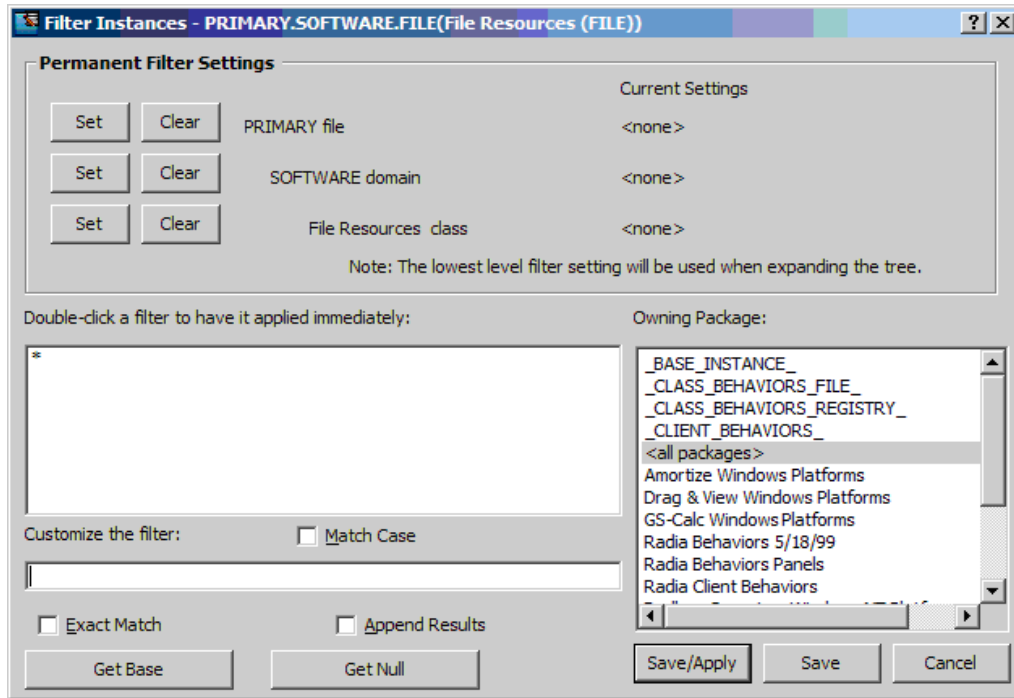 Filter Instances - PRIMARY.SOFTWARE.FILE(File Resources (FILE))
Permanent Filter Settings
Current Settings
Set Clear PRIMARY file <none>
Set Clear SOFTWARE domain <none>
Set Clear File Resources class <none>
Note: The lowest level filter setting will be used when expanding the tree.
Double-click a filter to have it applied immediately:
*
Owning Package:
_BASE_INSTANCE_
_CLASS_BEHAVIORS_FILE_
_CLASS_BEHAVIORS_REGISTRY_
_CLIENT_BEHAVIORS_
<all packages>
Amortize Windows Platforms
Drag & View Windows Platforms
GS-Calc Windows Platforms
Radia Behaviors 5/18/99
Radia Behaviors Panels
Radia Client Behaviors
Customize the filter: Match Case
Exact Match Append Results
Get Base Get Null
Save/Apply Save Cancel